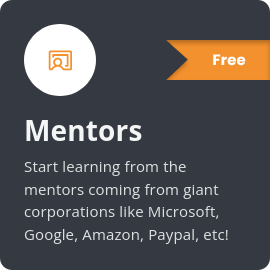 Free
Mentors
Start learning from the
mentors coming from giant
corporations like Microsoft,
Google, Amazon, Paypal, etc!